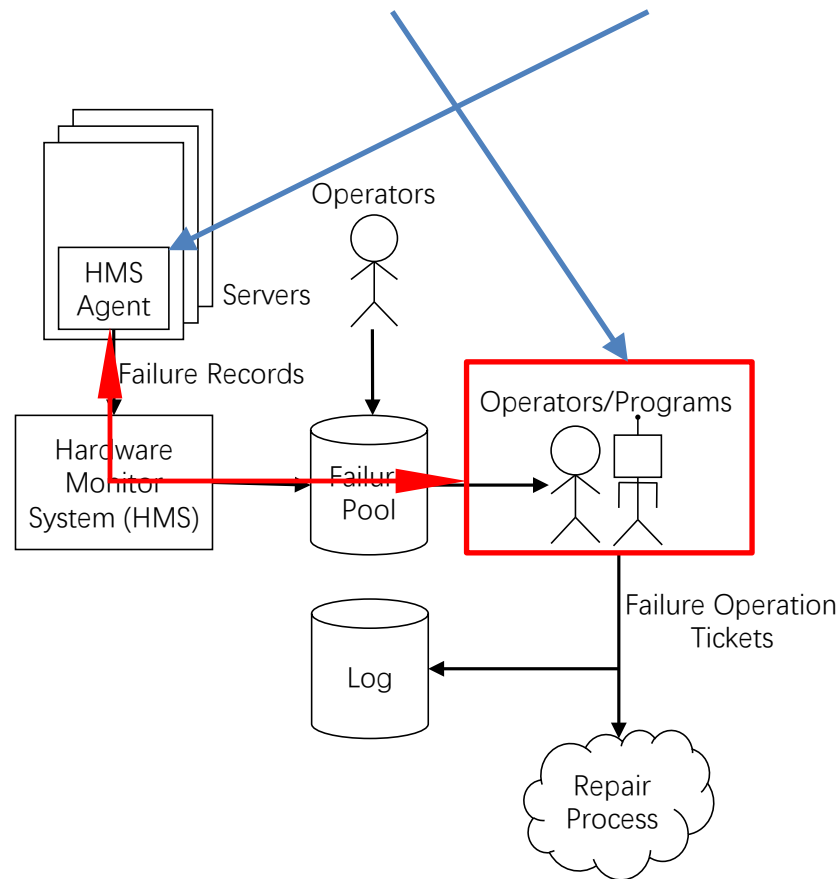 Operators
HMS
Agent
Servers
Failure Records
Operators/Programs
Hardware
Monitor
System (HMS)
Failure
Pool
Failure Operation
Tickets
Log
Repair
Process